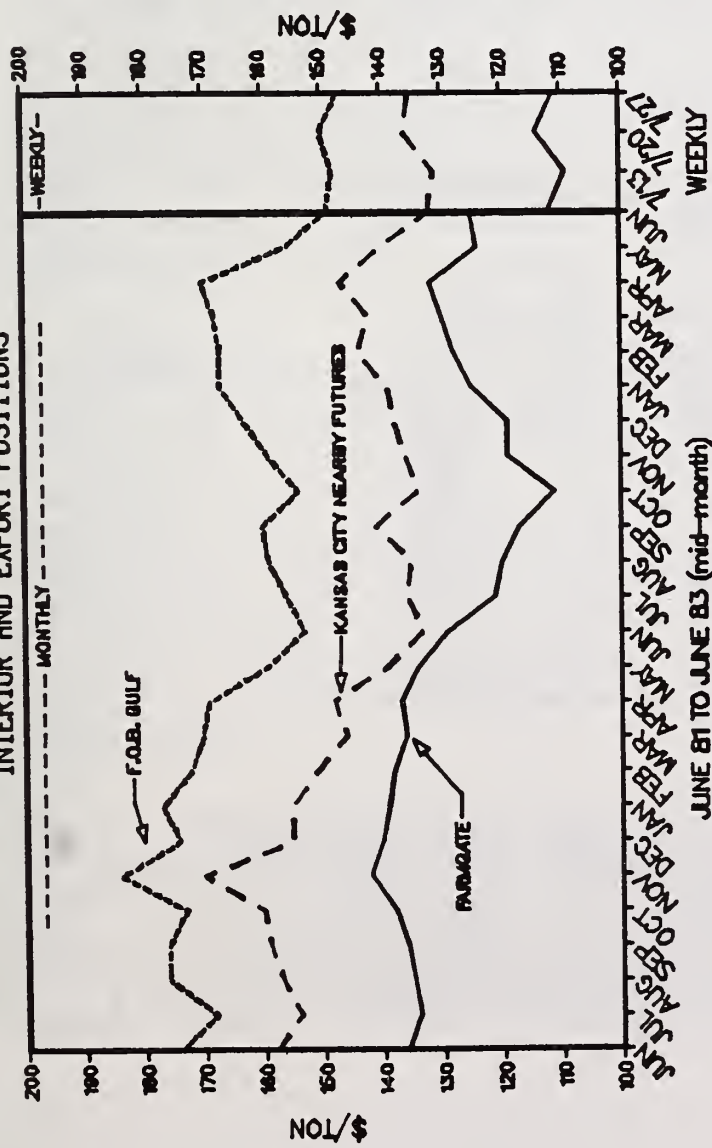 INTERIOR AND EXPORT POSITIONS
$/TON
200
190
180
170
160
150
140
130
120
110
100
MONTHLY
-WEEKLY-
F.O.B. GULF
KANSAS CITY NEARBY FUTURES
FARMGATE
200
190
180
170
160
150
140
130
120
110
100
$/TON
JUN JUL AUG SEP OCT NOV DEC JAN FEB MAR APR MAY JUN JUL AUG SEP OCT NOV DEC JAN FEB MAR APR MAY JUN 7/13 7/20 7/27
JUNE 81 TO JUNE 83 (mid-month)
WEEKLY